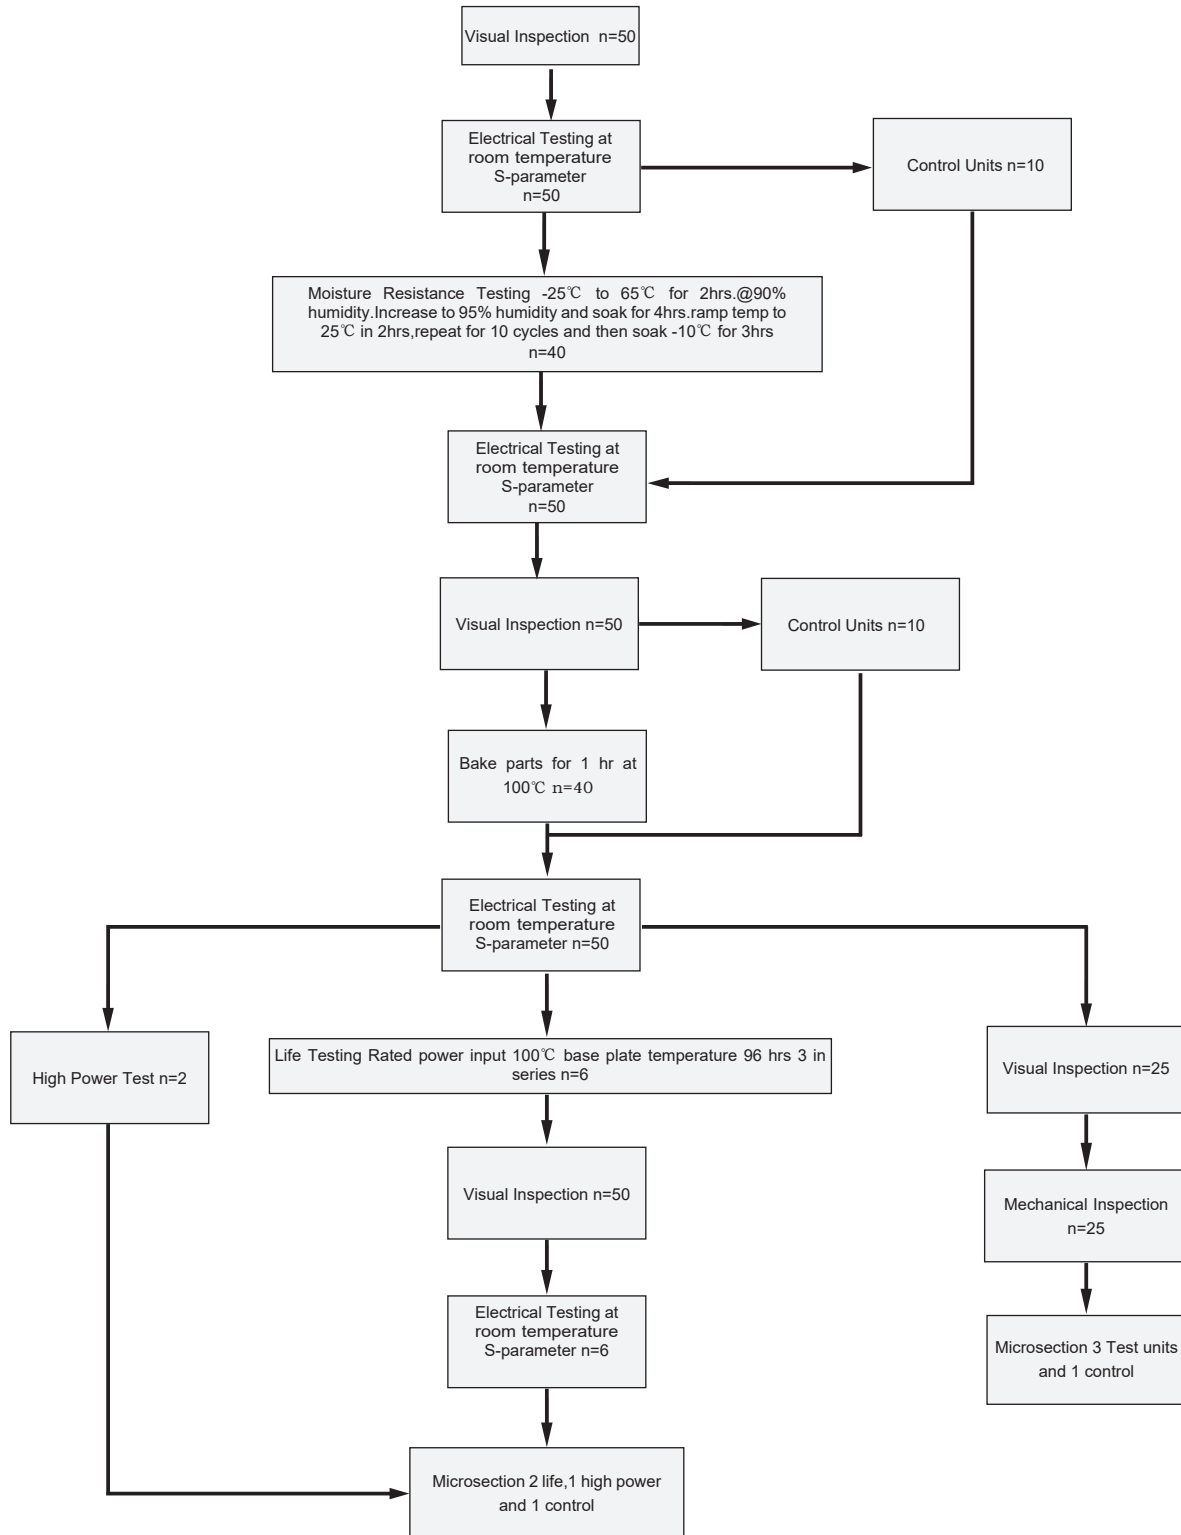 Visual Inspection n=50
Electrical Testing at
room temperature
S-parameter
n=50
Control Units n=10
Moisture Resistance Testing -25℃ to 65℃ for 2hrs.@90%
humidity.Increase to 95% humidity and soak for 4hrs.ramp temp to
25℃ in 2hrs,repeat for 10 cycles and then soak -10℃ for 3hrs
n=40
Electrical Testing at
room temperature
S-parameter
n=50
Visual Inspection n=50
Control Units n=10
Bake parts for 1 hr at
100℃ n=40
Electrical Testing at
room temperature
S-parameter n=50
High Power Test n=2
Life Testing Rated power input 100℃ base plate temperature 96 hrs 3 in
series n=6
Visual Inspection n=25
Visual Inspection n=50
Mechanical Inspection
n=25
Electrical Testing at
room temperature
S-parameter n=6
Microsection 3 Test units
and 1 control
Microsection 2 life,1 high power
and 1 control